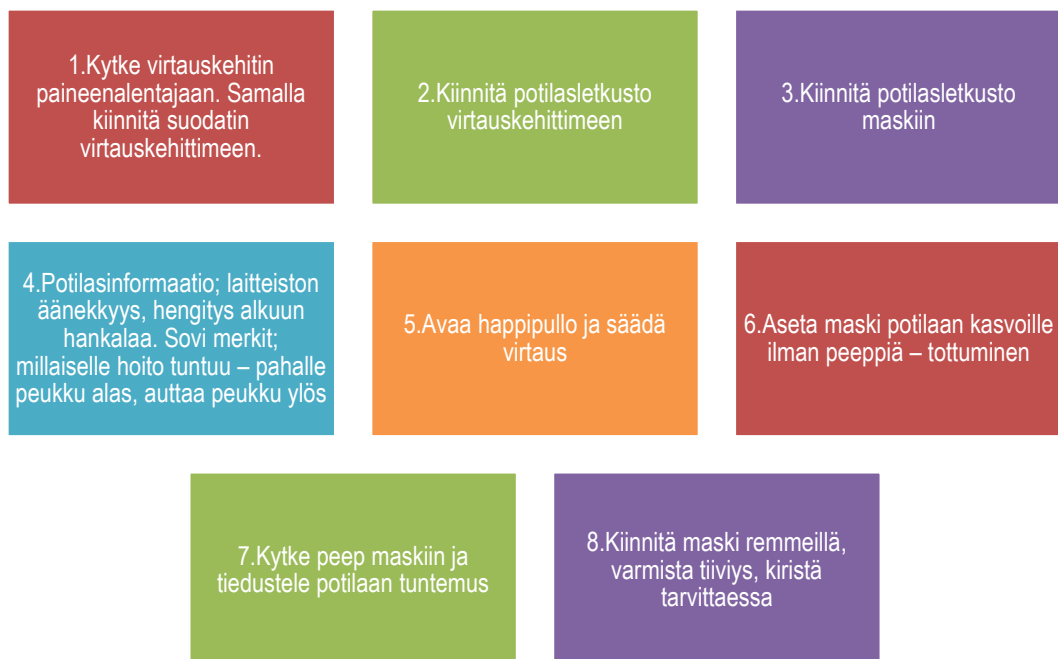 1.Kytke virtauskehitin
paineenalentajaan. Samalla
kiinnitä suodatin
virtauskehittimeen.
2.Kiinnitä potilasletkusto
virtauskehittimeen
3.Kiinnitä potilasletkusto
maskiin
4.Potilasinformaatio; laitteiston
äänekkyys, hengitys alkuun
hankalaa. Sovi merkit;
millaiselle hoito tuntuu – pahalle
peukku alas, auttaa peukku ylös
5.Avaa happipullo ja säädä
virtaus
6.Aseta maski potilaan kasvoille
ilman peeppiä – tottuminen
7.Kytke peep maskiin ja
tiedustele potilaan tuntemus
8.Kiinnitä maski remmeillä,
varmista tiiviys, kiristä
tarvittaessa